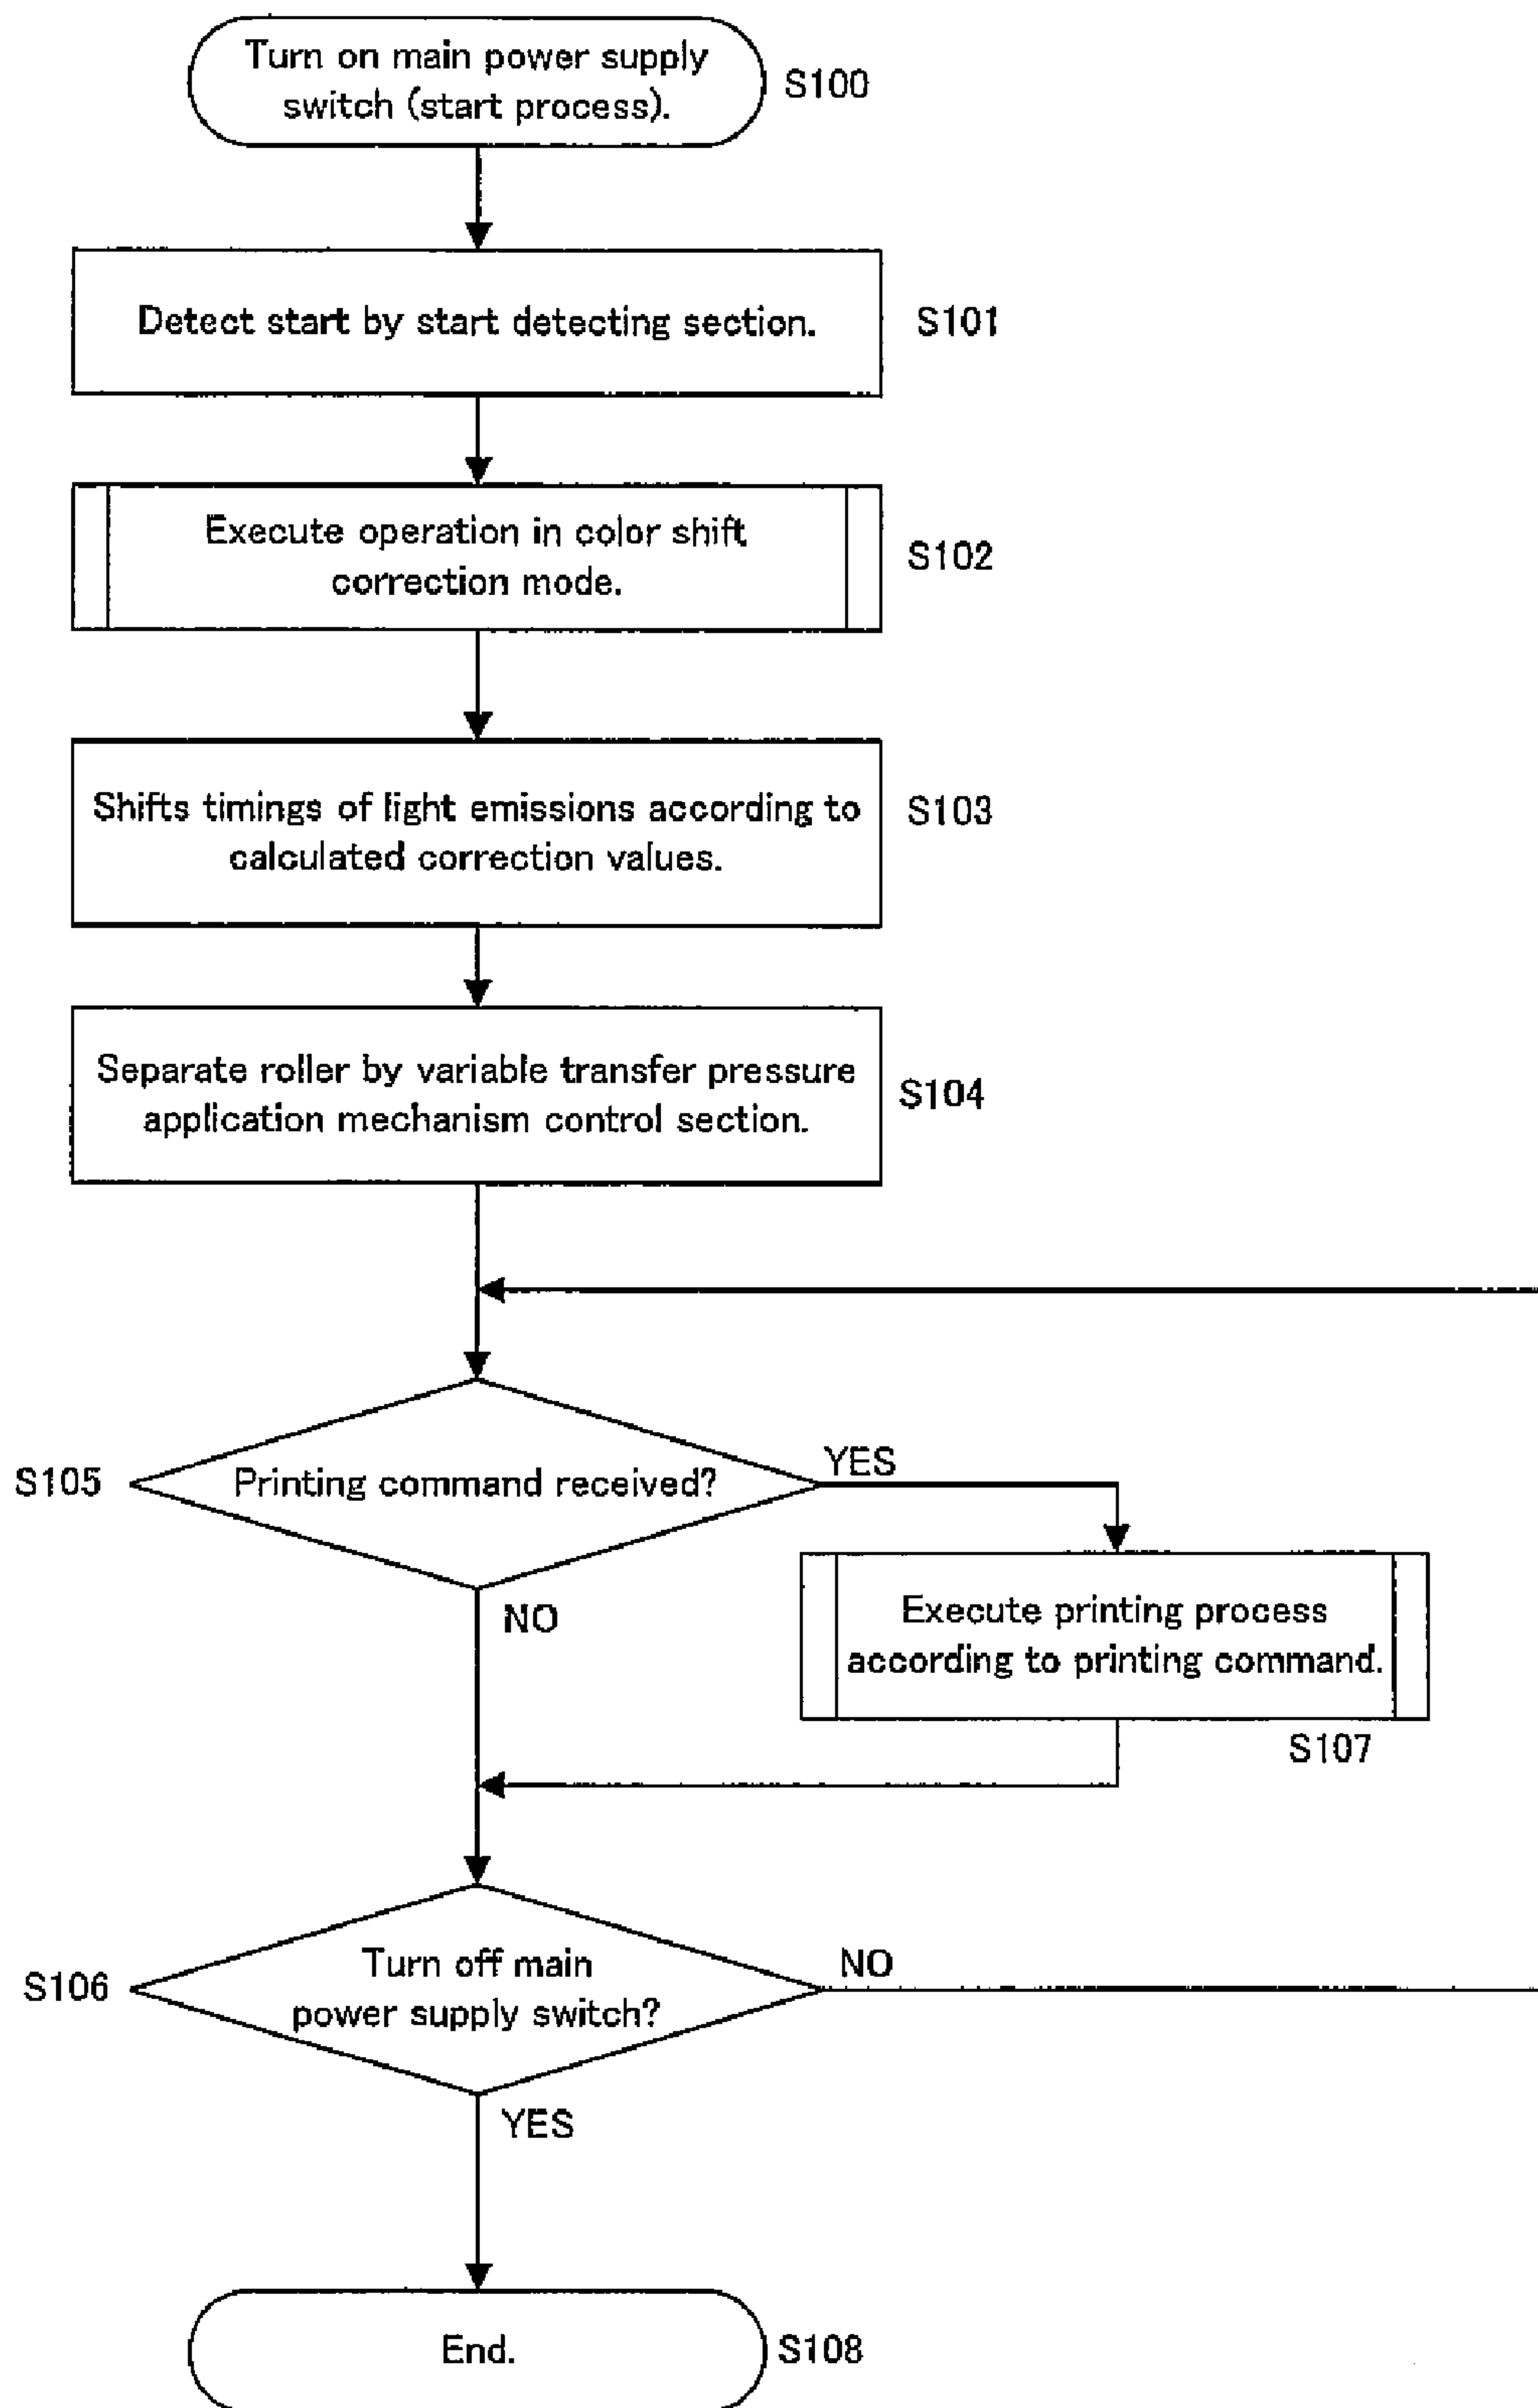 Turn on main power supply
switch (start process).
S100
Detect start by start detecting section.
S101
Execute operation in color shift
correction mode.
S102
Shifts timings of light emissions according to
calculated correction values.
S103
Separate roller by variable transfer pressure
application mechanism control section.
S104
S105
Printing command received?
YES
NO
Execute printing process
according to printing command.
S107
S106
Turn off main
power supply switch?
NO
YES
End.
S108